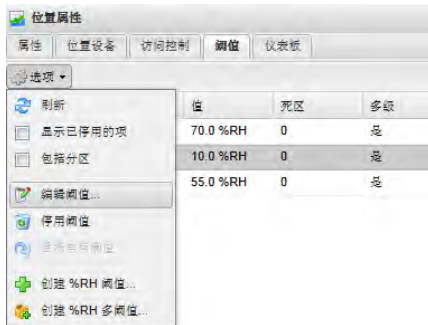 位置属性
属性 位置设备 访问控制 阈值 仪表板
选项
刷新 值 死区 多级
显示已停用的项 70.0 %RH 0 是
包括分区 10.0 %RH 0 是
编辑阈值... 55.0 %RH 0 是
停用阈值
创建 %RH 阈值...
创建 %RH 多阈值...